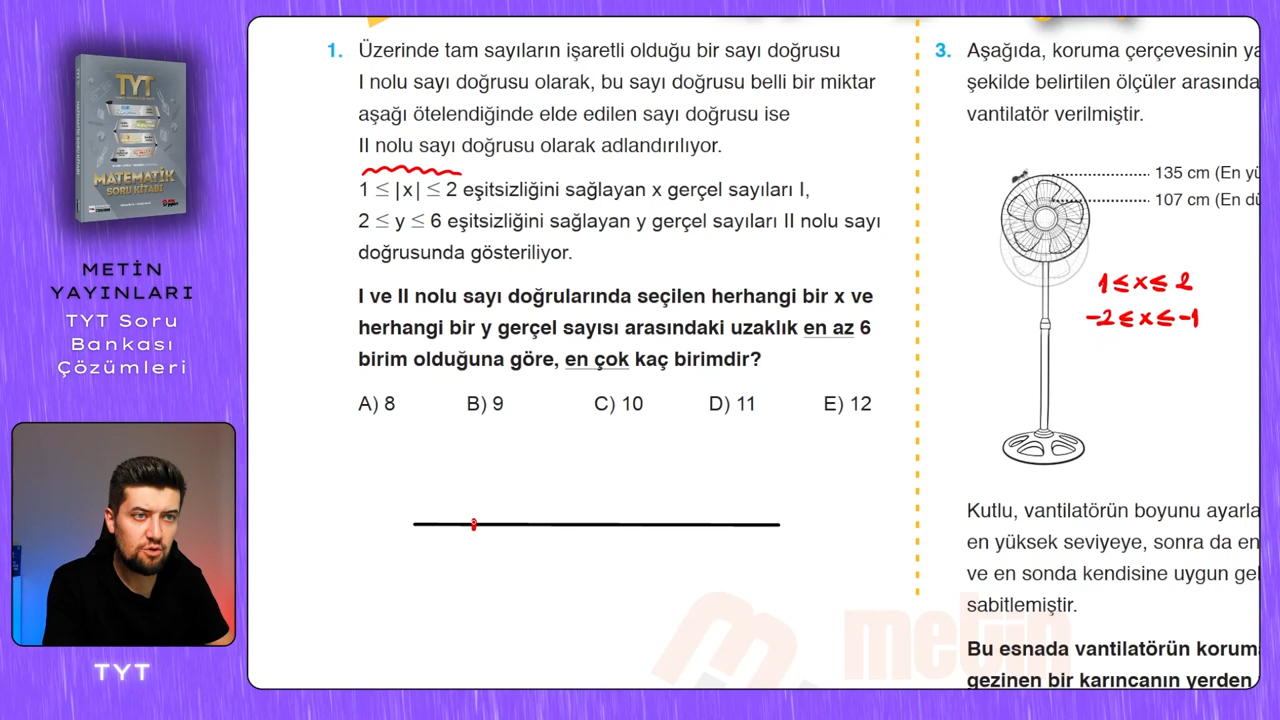 TYT
MATEMATİK
SORU KİTABI
METİN
YAYINLARI
TYT Soru
Bankası
Çözümleri
TYT
1. Üzerinde tam sayıların işaretli olduğu bir sayı doğrusu
I nolu sayı doğrusu olarak, bu sayı doğrusu belli bir miktar
aşağı ötelendiğinde elde edilen sayı doğrusu ise
II nolu sayı doğrusu olarak adlandırılıyor.
1 ≤ |x| ≤ 2 eşitsizliğini sağlayan x gerçel sayıları I,
2 ≤ y ≤ 6 eşitsizliğini sağlayan y gerçel sayıları II nolu sayı
doğrusunda gösteriliyor.
I ve II nolu sayı doğrularında seçilen herhangi bir x ve
herhangi bir y gerçel sayısı arasındaki uzaklık en az 6
birim olduğuna göre, en çok kaç birimdir?
A) 8 B) 9 C) 10 D) 11 E) 12
3. Aşağıda, koruma çerçevesinin ya
şekilde belirtilen ölçüler arasında
vantilatör verilmiştir.
135 cm (En yü
107 cm (En dü
1 ≤ x ≤ 2
-2 ≤ x ≤ -1
Kutlu, vantilatörün boyunu ayarla
en yüksek seviyeye, sonra da en
ve en sonda kendisine uygun gel
sabitlemiştir.
Bu esnada vantilatörün korum
gezinen bir karıncanın yerden
metin